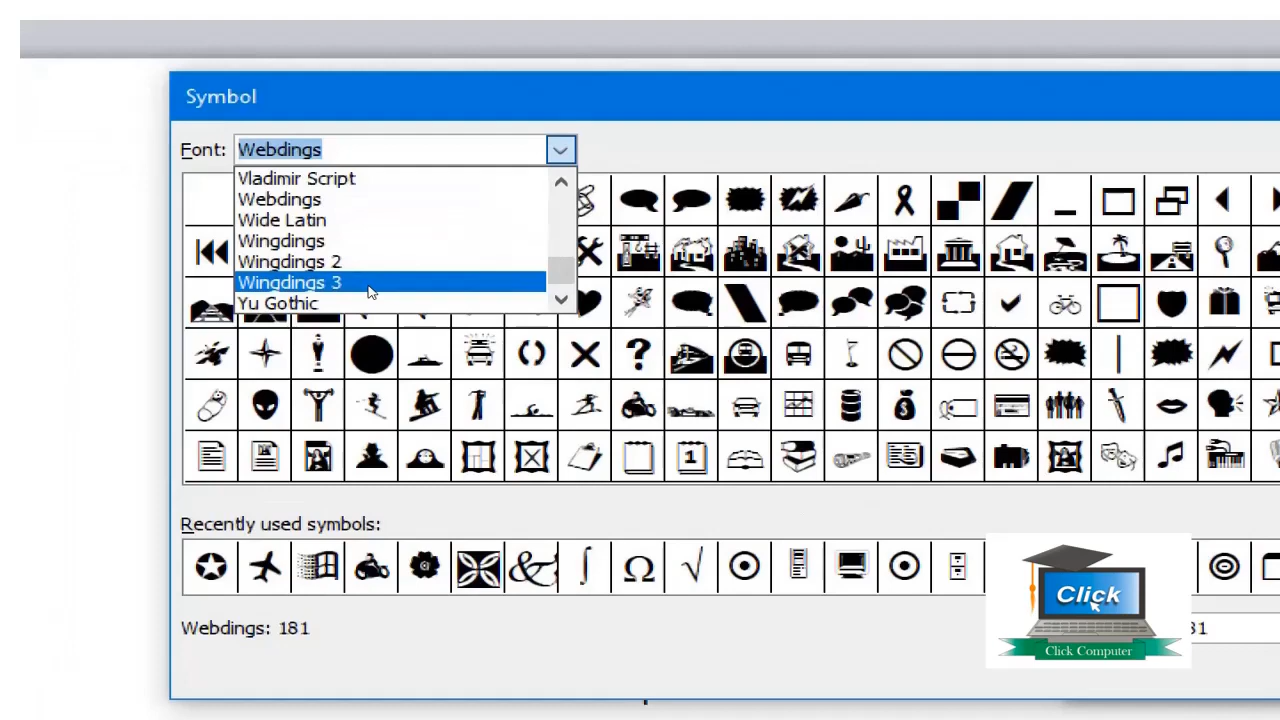 Symbol
Font: Webdings
Vladimir Script
Webdings
Wide Latin
Wingdings
Wingdings 2
Wingdings 3
Yu Gothic
Recently used symbols:
Webdings: 181
Click
Click Computer